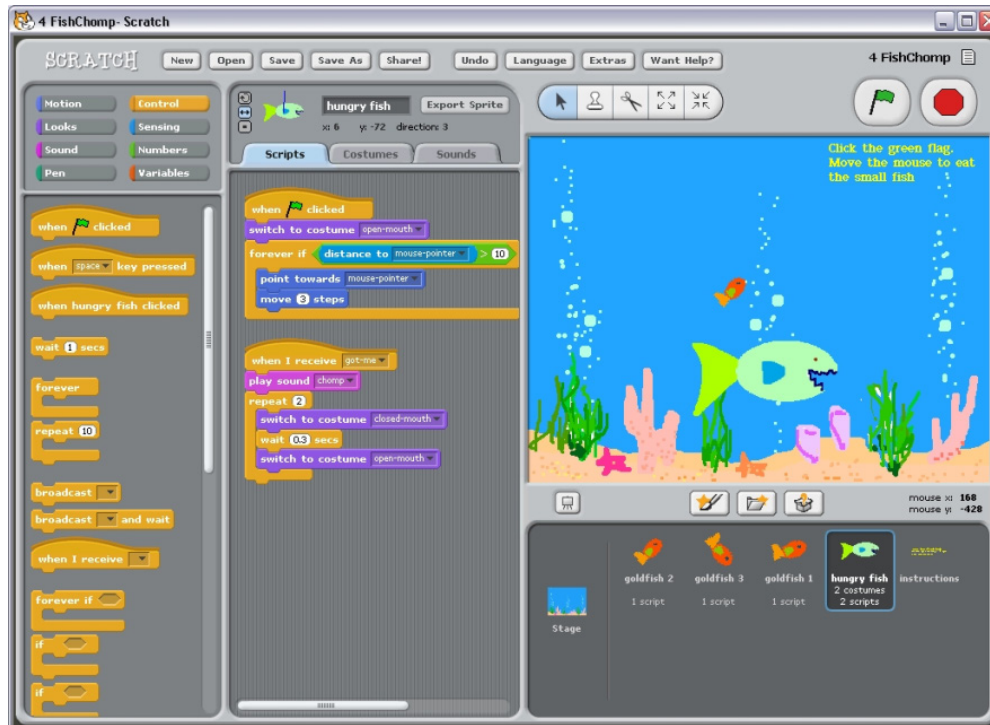 4 FishChomp- Scratch
SCRATCH
New
Open
Save
Save As
Share!
Undo
Language
Extras
Want Help?
4 FishChomp
Motion
Control
Looks
Sensing
Sound
Numbers
Pen
Variables
hungry fish
Export Sprite
x: 6 y: -72 direction: 3
Scripts
Costumes
Sounds
when clicked
when space key pressed
when hungry fish clicked
wait 1 secs
forever
repeat 10
broadcast
broadcast and wait
when I receive
forever if
if
if
when clicked
switch to costume open-mouth
forever if distance to mouse-pointer > 10
point towards mouse-pointer
move 3 steps
when I receive got-me
play sound chomp
repeat 2
switch to costume closed-mouth
wait 0.3 secs
switch to costume open-mouth
Click the green flag.
Move the mouse to eat
the small fish
mouse x: 168
mouse y: -428
Stage
goldfish 2
1 script
goldfish 3
1 script
goldfish 1
1 script
hungry fish
2 costumes
2 scripts
instructions